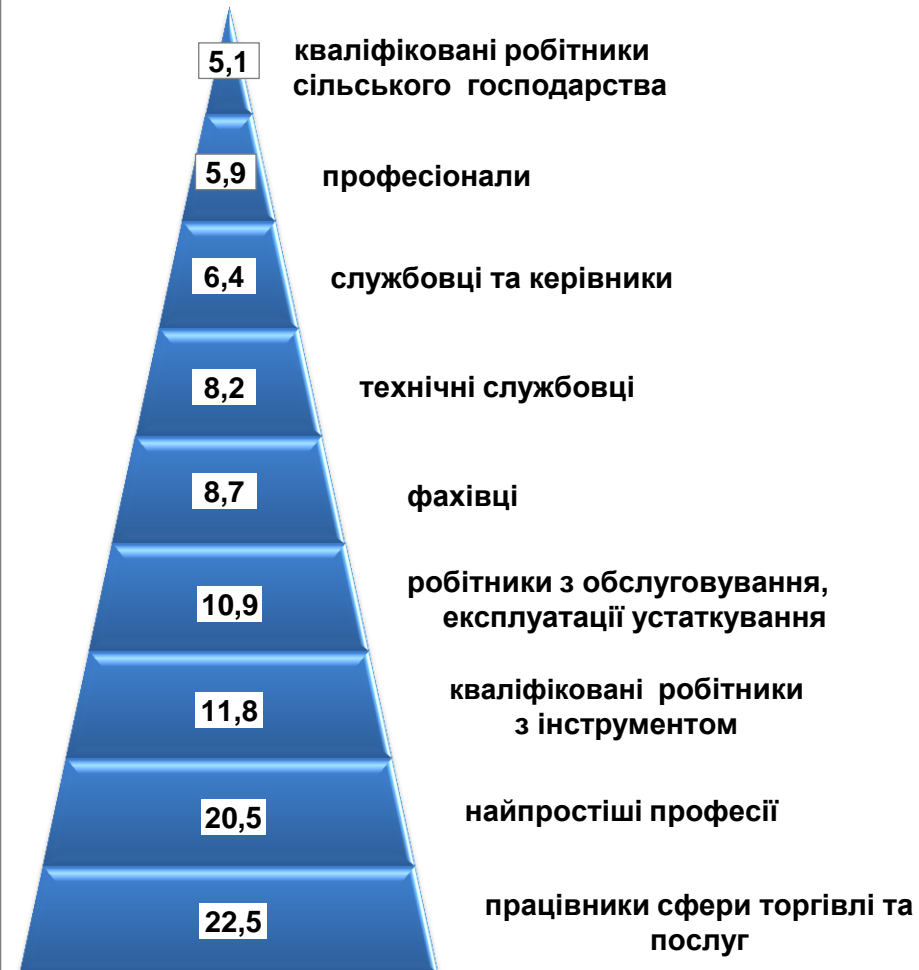 5,1
кваліфіковані робітники
сільського господарства
5,9
професіонали
6,4
службовці та керівники
8,2
технічні службовці
8,7
фахівці
10,9
робітники з обслуговування,
експлуатації устаткування
11,8
кваліфіковані робітники
з інструментом
20,5
найпростіші професії
22,5
працівники сфери торгівлі та
послуг